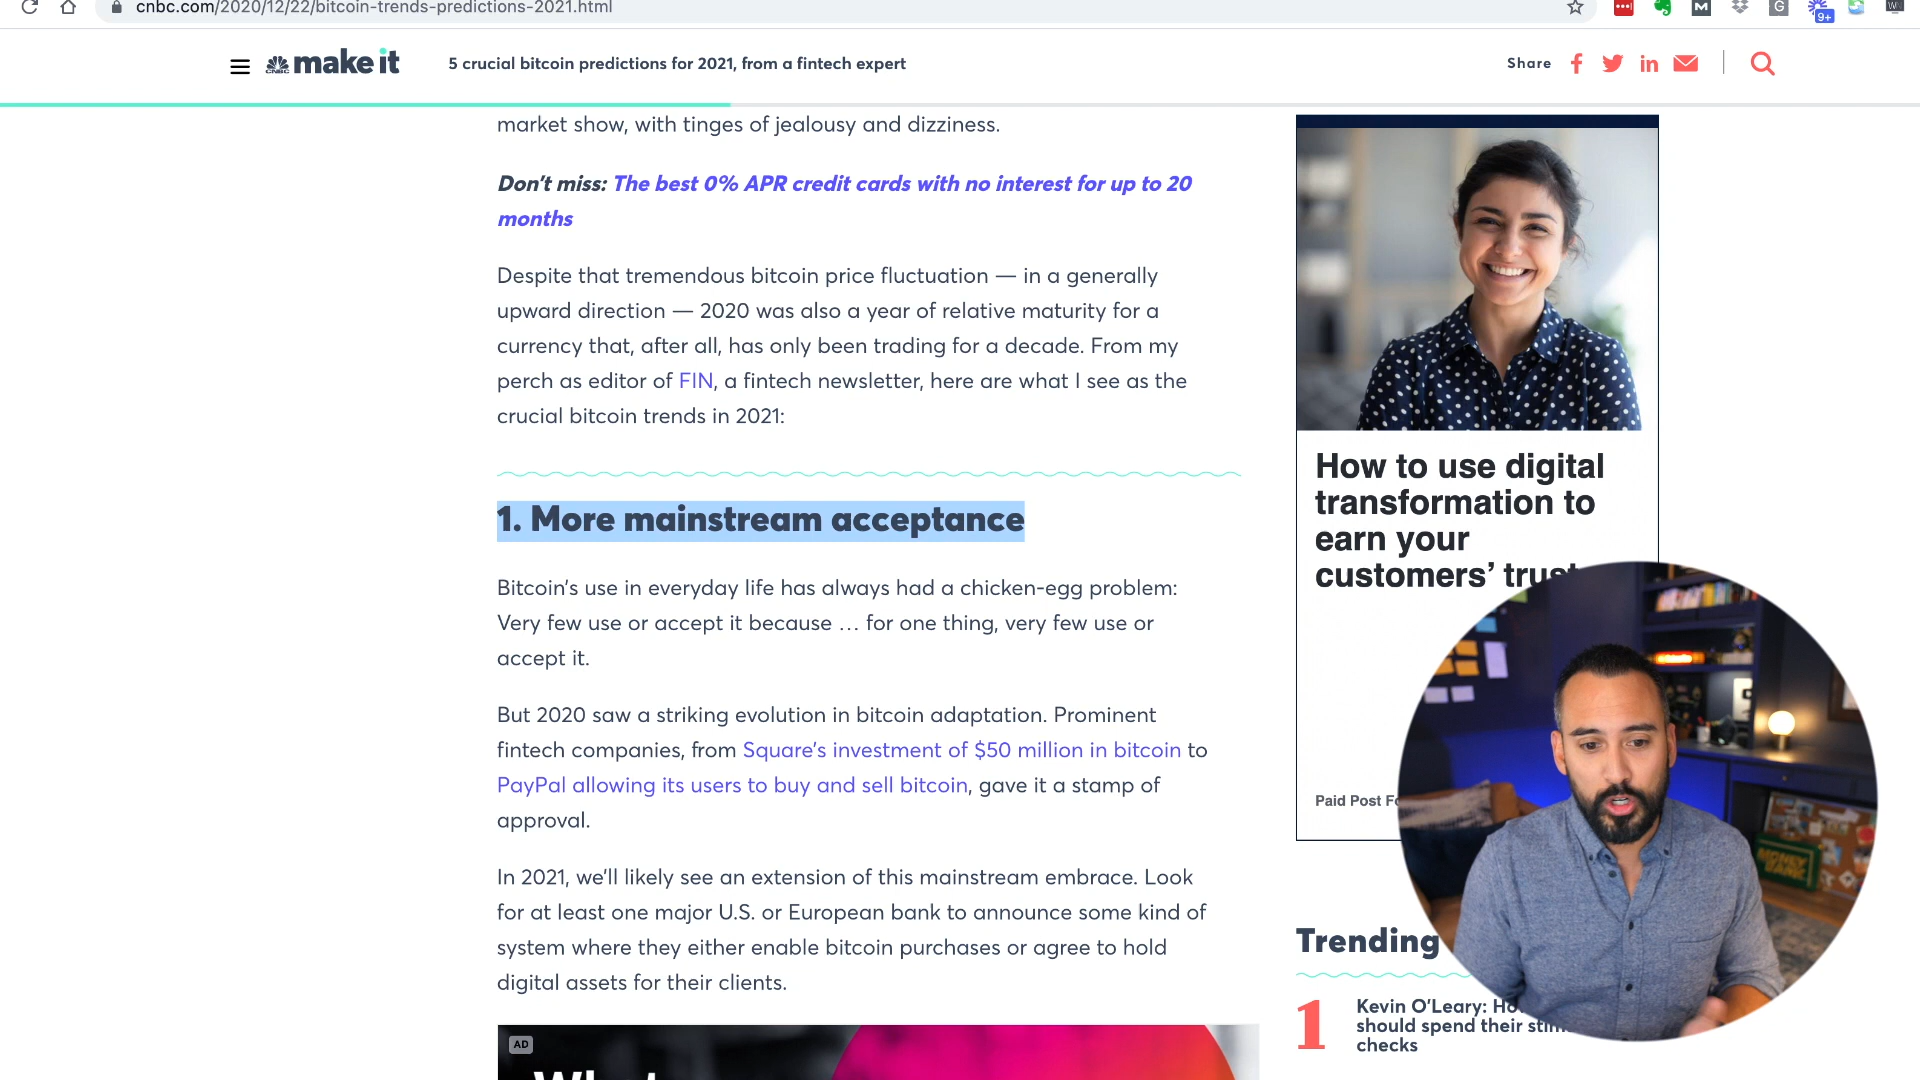 cnbc.com/2020/12/22/bitcoin-trends-predictions-2021.html
9+
make it
5 crucial bitcoin predictions for 2021, from a fintech expert
Share
market show, with tinges of jealousy and dizziness.
Don't miss: The best 0% APR credit cards with no interest for up to 20
months
Despite that tremendous bitcoin price fluctuation — in a generally
upward direction — 2020 was also a year of relative maturity for a
currency that, after all, has only been trading for a decade. From my
perch as editor of FIN, a fintech newsletter, here are what I see as the
crucial bitcoin trends in 2021:
1. More mainstream acceptance
Bitcoin's use in everyday life has always had a chicken-egg problem:
Very few use or accept it because … for one thing, very few use or
accept it.
But 2020 saw a striking evolution in bitcoin adaptation. Prominent
fintech companies, from Square's investment of $50 million in bitcoin to
PayPal allowing its users to buy and sell bitcoin, gave it a stamp of
approval.
In 2021, we'll likely see an extension of this mainstream embrace. Look
for at least one major U.S. or European bank to announce some kind of
system where they either enable bitcoin purchases or agree to hold
digital assets for their clients.
AD
How to use digital
transformation to
earn your
customers'
Paid Post
Trending
1
Kevin O'Leary:
should spend their
checks